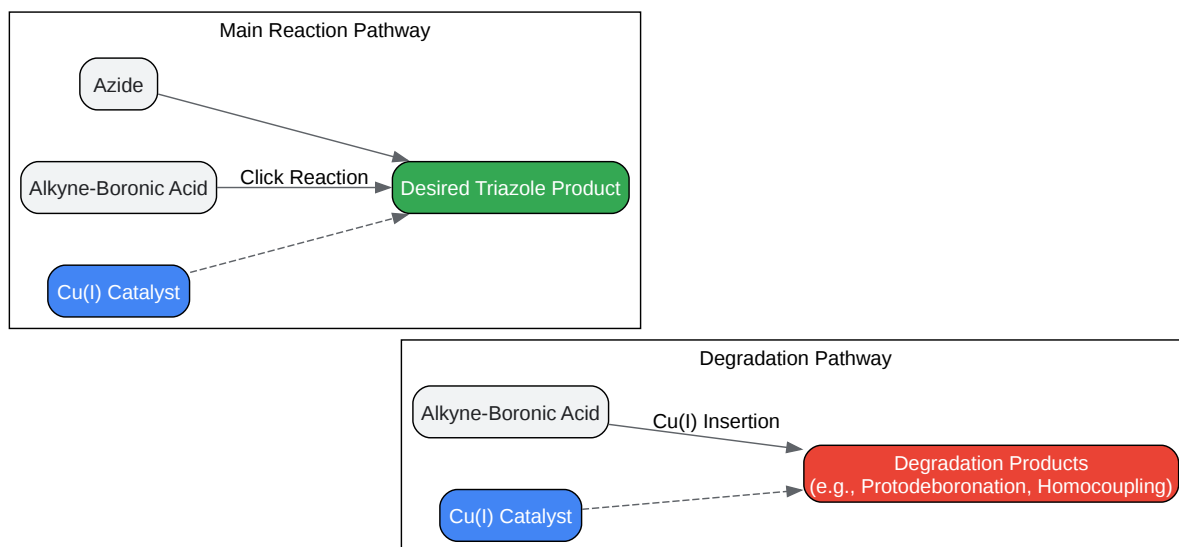 Main Reaction Pathway
Azide
Alkyne-Boronic Acid
Click Reaction
Desired Triazole Product
Cu(I) Catalyst
Degradation Pathway
Alkyne-Boronic Acid
Cu(I) Insertion
Degradation Products
(e.g., Protodeboronation, Homocoupling)
Cu(I) Catalyst